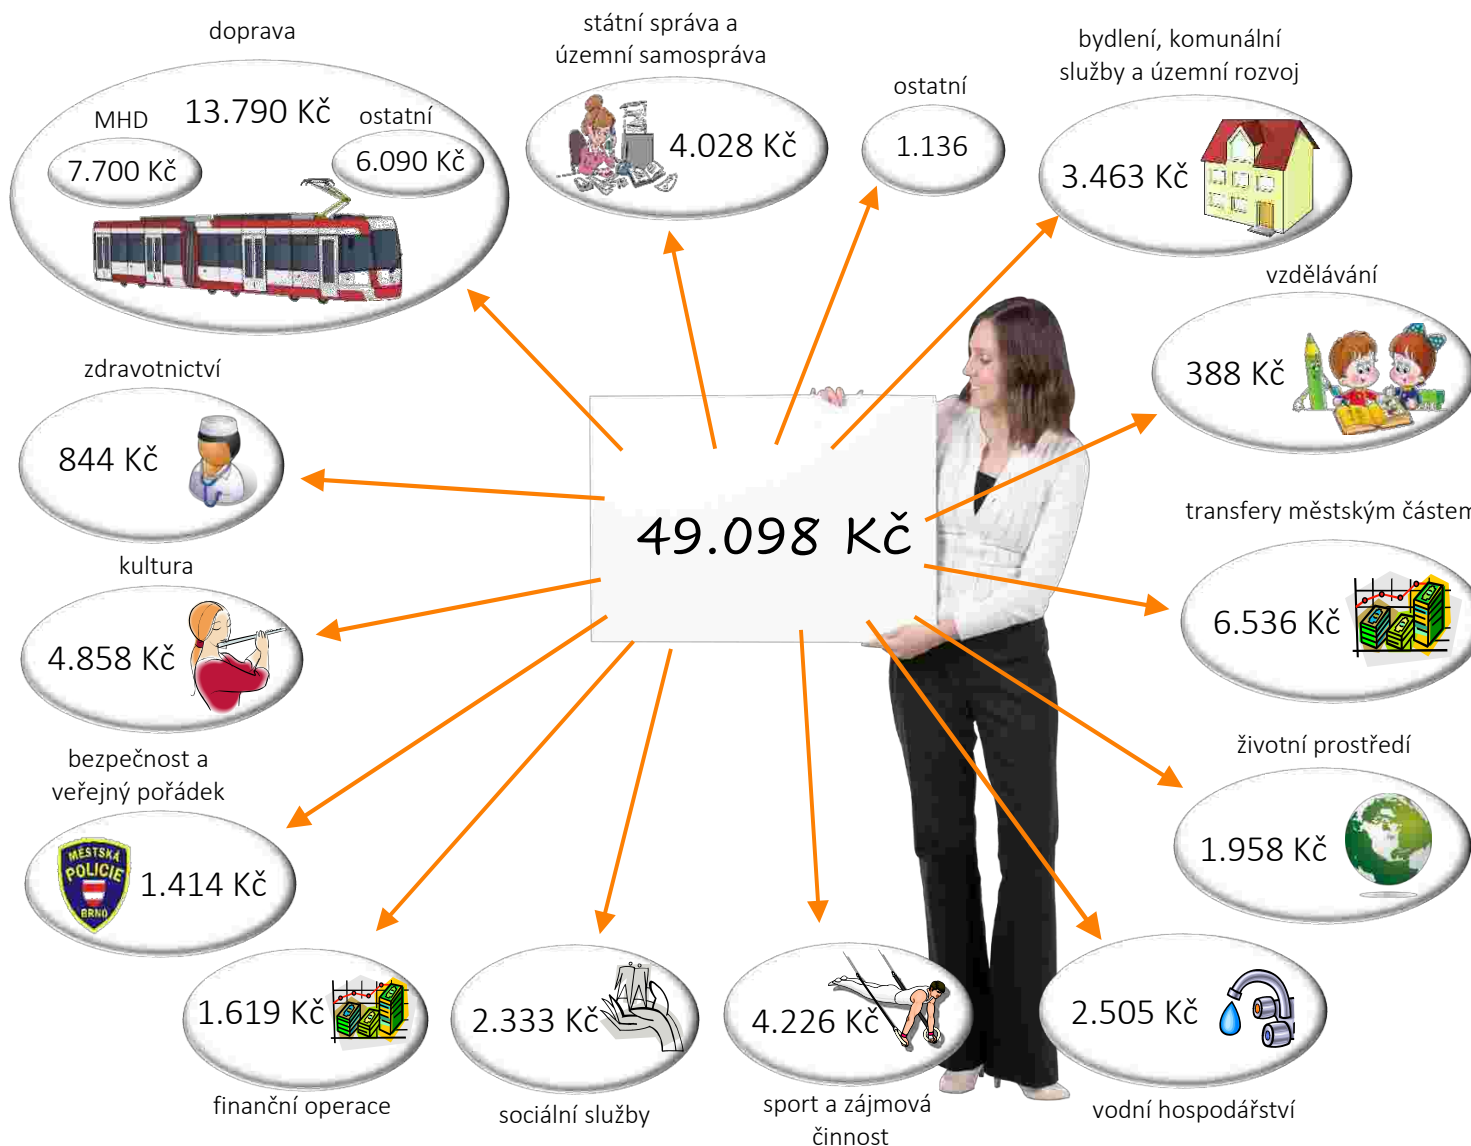 doprava
13.790 Kč
MHD
7.700 Kč
ostatní
6.090 Kč
státní správa a
územní samospráva
4.028 Kč
ostatní
1.136
bydlení, komunální
služby a územní rozvoj
3.463 Kč
vzdělávání
388 Kč
zdravotnictví
844 Kč
49.098 Kč
transfery městským částem
6.536 Kč
kultura
4.858 Kč
životní prostředí
1.958 Kč
bezpečnost a
veřejný pořádek
MĚSTSKÁ
POLICIE
BRNO
1.414 Kč
1.619 Kč
finanční operace
2.333 Kč
sociální služby
4.226 Kč
sport a zájmová
činnost
2.505 Kč
vodní hospodářství